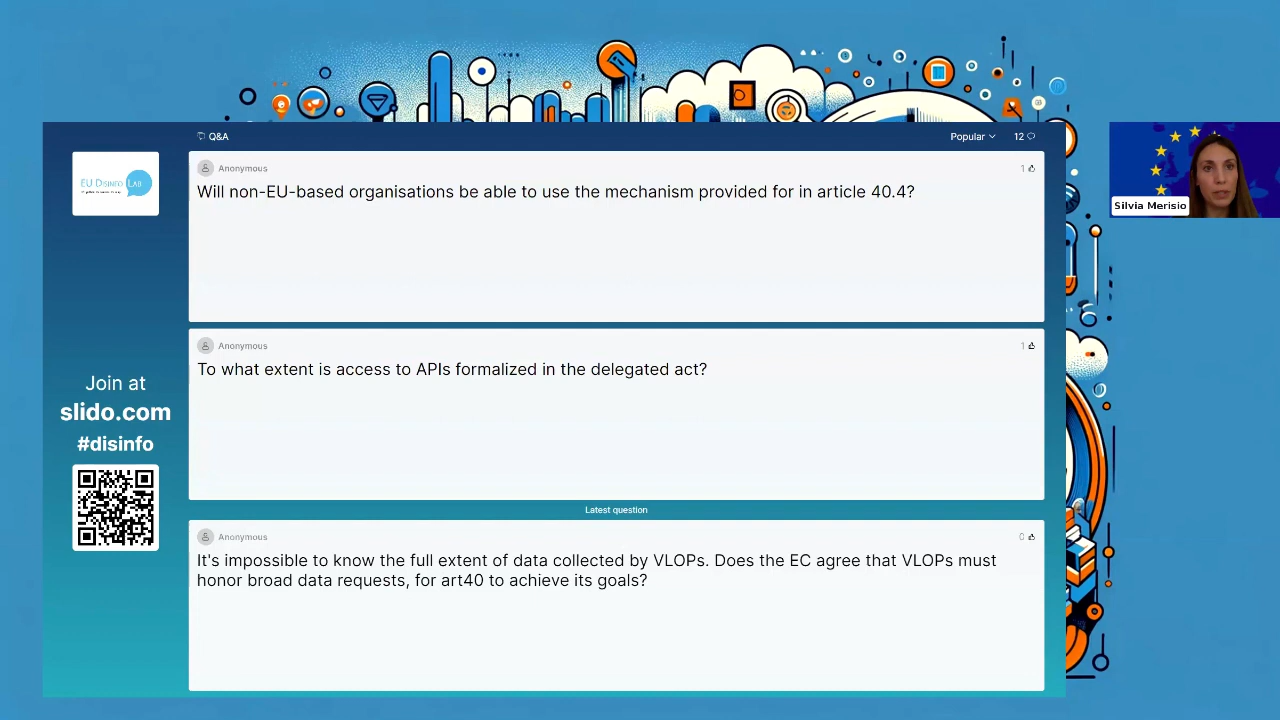 Q&A
Popular
12
EU DISINFO LAB
Anonymous
1
Will non-EU-based organisations be able to use the mechanism provided for in article 40.4?
Silvia Merisio
Anonymous
1
To what extent is access to APIs formalized in the delegated act?
Join at
slido.com
#disinfo
Latest question
Anonymous
0
It's impossible to know the full extent of data collected by VLOPs. Does the EC agree that VLOPs must
honor broad data requests, for art40 to achieve its goals?